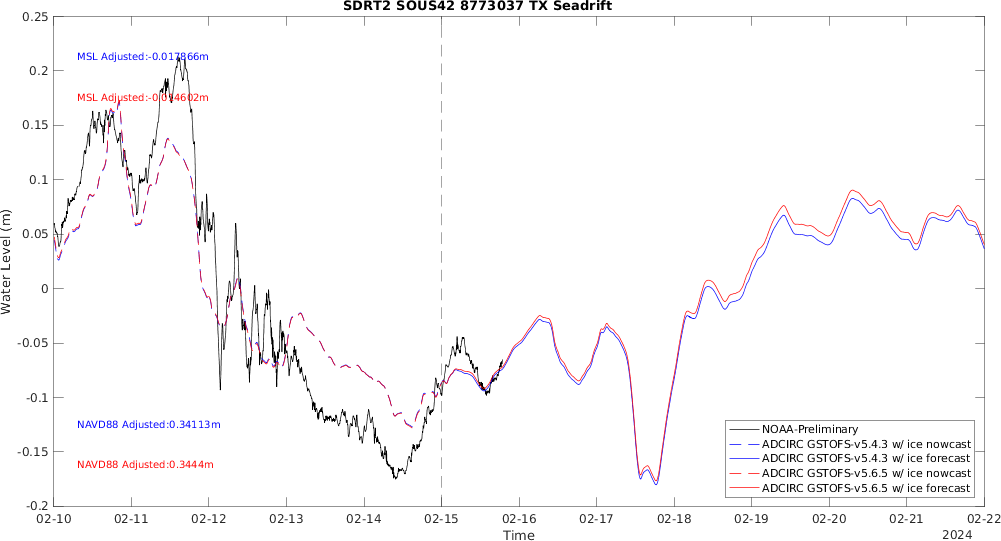 SDRT2 SOUS42 8773037 TX Seadrift
0.25
0.2
0.15
0.1
0.05
0
-0.05
-0.1
-0.15
-0.2
Water Level (m)
MSL Adjusted:-0.017866m
MSL Adjusted:-0.014602m
NAVD88 Adjusted:0.34113m
NAVD88 Adjusted:0.3444m
NOAA-Preliminary
ADCIRC GSTOFS-v5.4.3 w/ ice nowcast
ADCIRC GSTOFS-v5.4.3 w/ ice forecast
ADCIRC GSTOFS-v5.6.5 w/ ice nowcast
ADCIRC GSTOFS-v5.6.5 w/ ice forecast
02-10 02-11 02-12 02-13 02-14 02-15 02-16 02-17 02-18 02-19 02-20 02-21 02-22
Time
2024